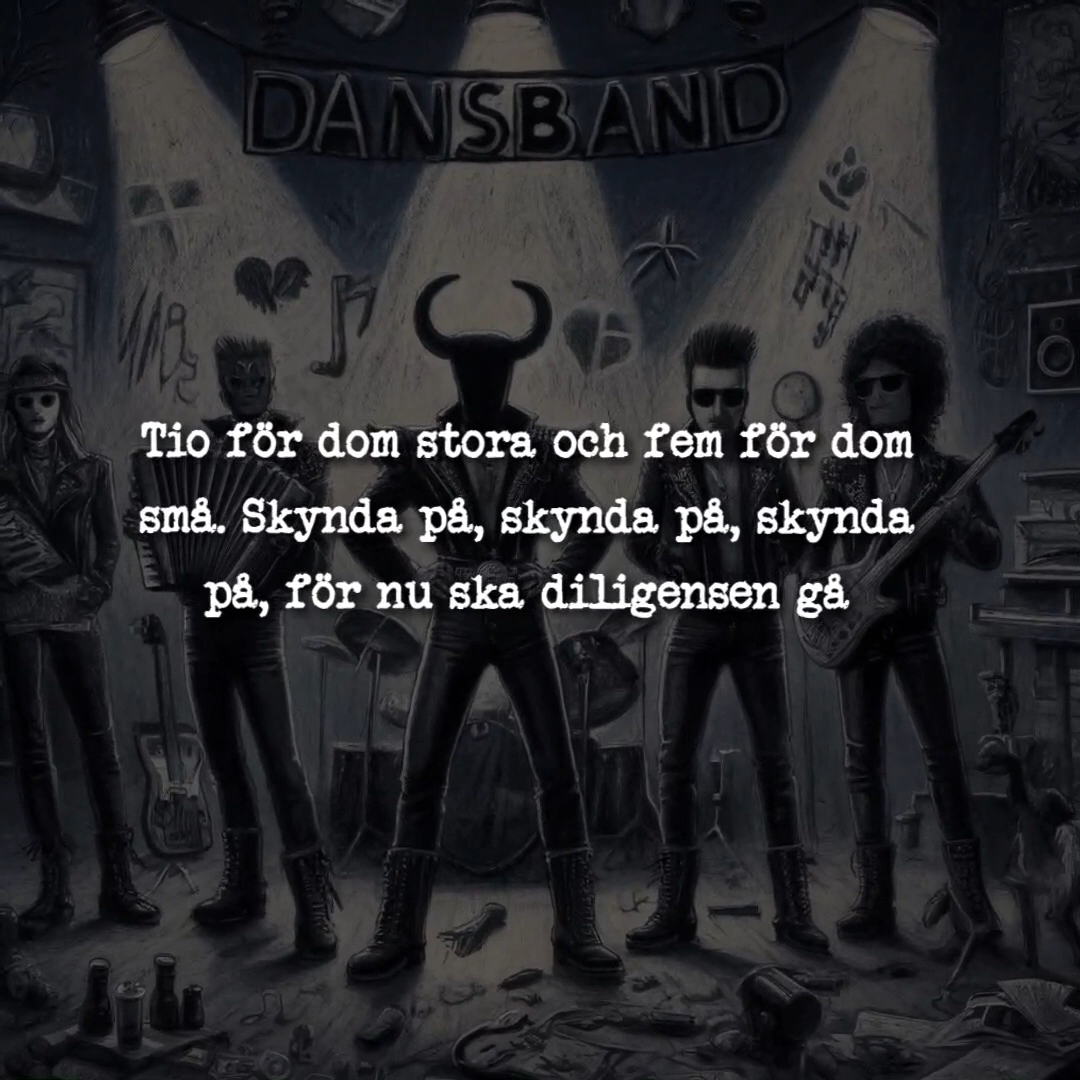 DANSBAND
Tio för dom stora och fem för dom
små. Skynda på, skynda på, skynda
på, för nu ska diligensen gå